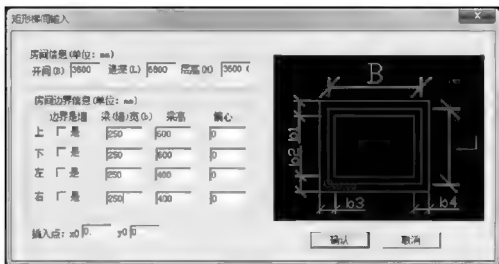 矩形梯间输入
房间信息(单位: mm)
开间(B) 3600 进深(L) 6800 层高(H) 3600
房间边界信息(单位: mm)
边界是墙 梁(墙)宽(b) 梁高 偏心
上 是 250 600 0
下 是 250 600 0
左 是 250 400 0
右 是 250 400 0
插入点: x0 0. y0 0
B
L
b1
b2
b3
b4
确认 取消